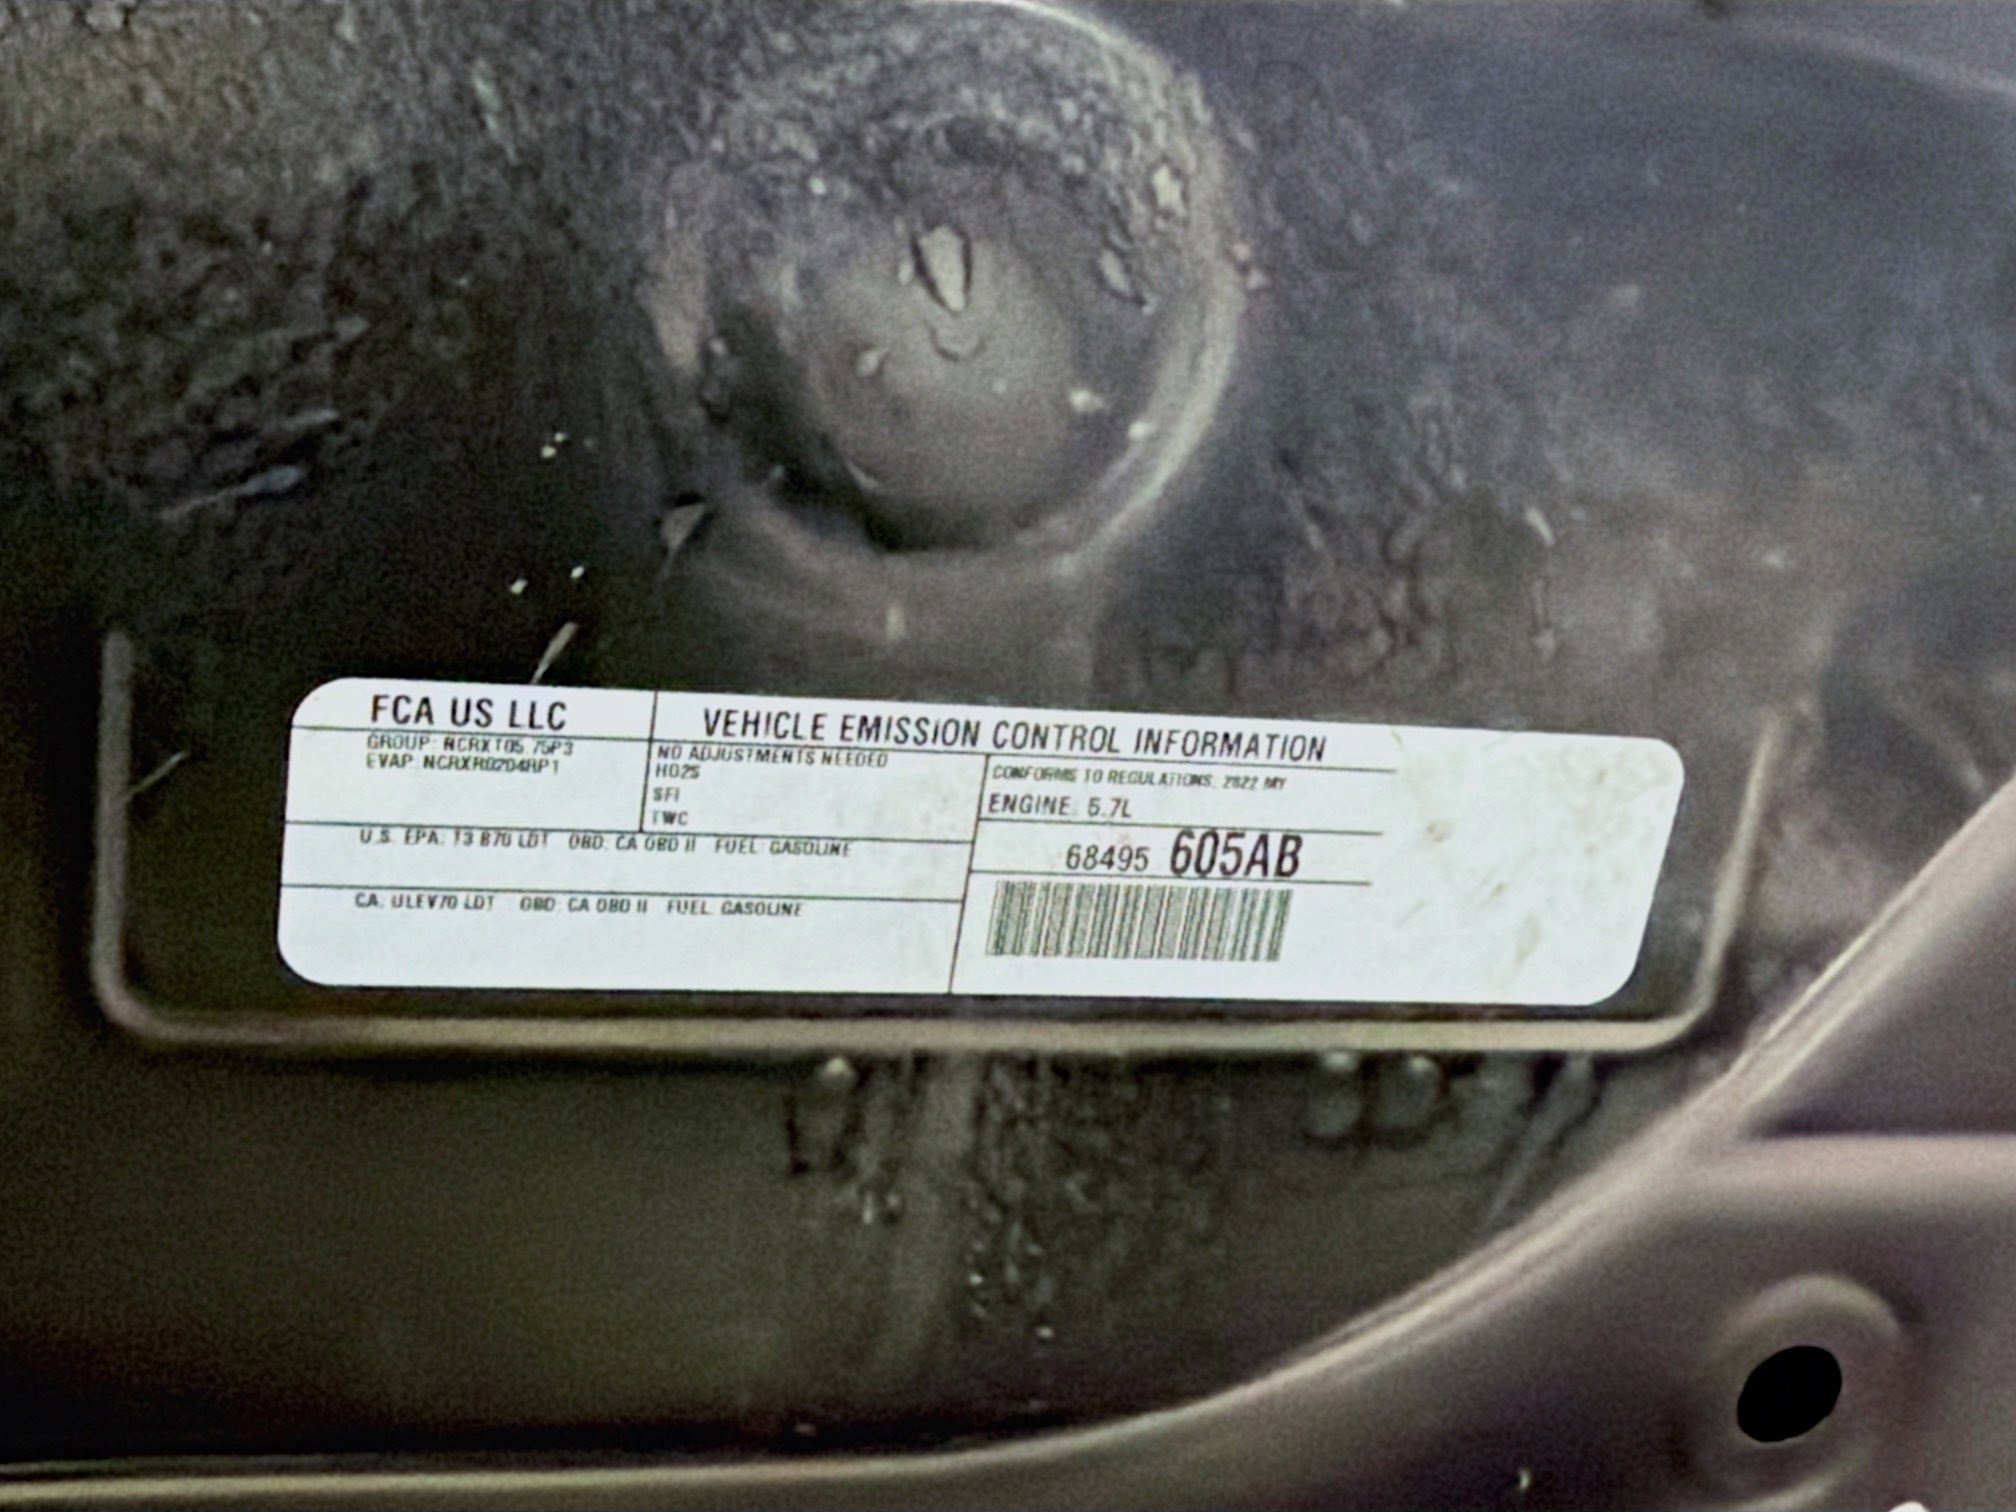 FCA US LLC
VEHICLE EMISSION CONTROL INFORMATION
GROUP: NCRXT05.75P3
EVAP: NCRXR0204RP1
NO ADJUSTMENTS NEEDED
HO2S
SFI
TWC
CONFORMS TO REGULATIONS: 2022 MY
ENGINE: 5.7L
U.S. EPA: T3 B70 LDT OBD: CA OBD II FUEL: GASOLINE
68495 605AB
CA: ULEV70 LDT OBD: CA OBD II FUEL: GASOLINE